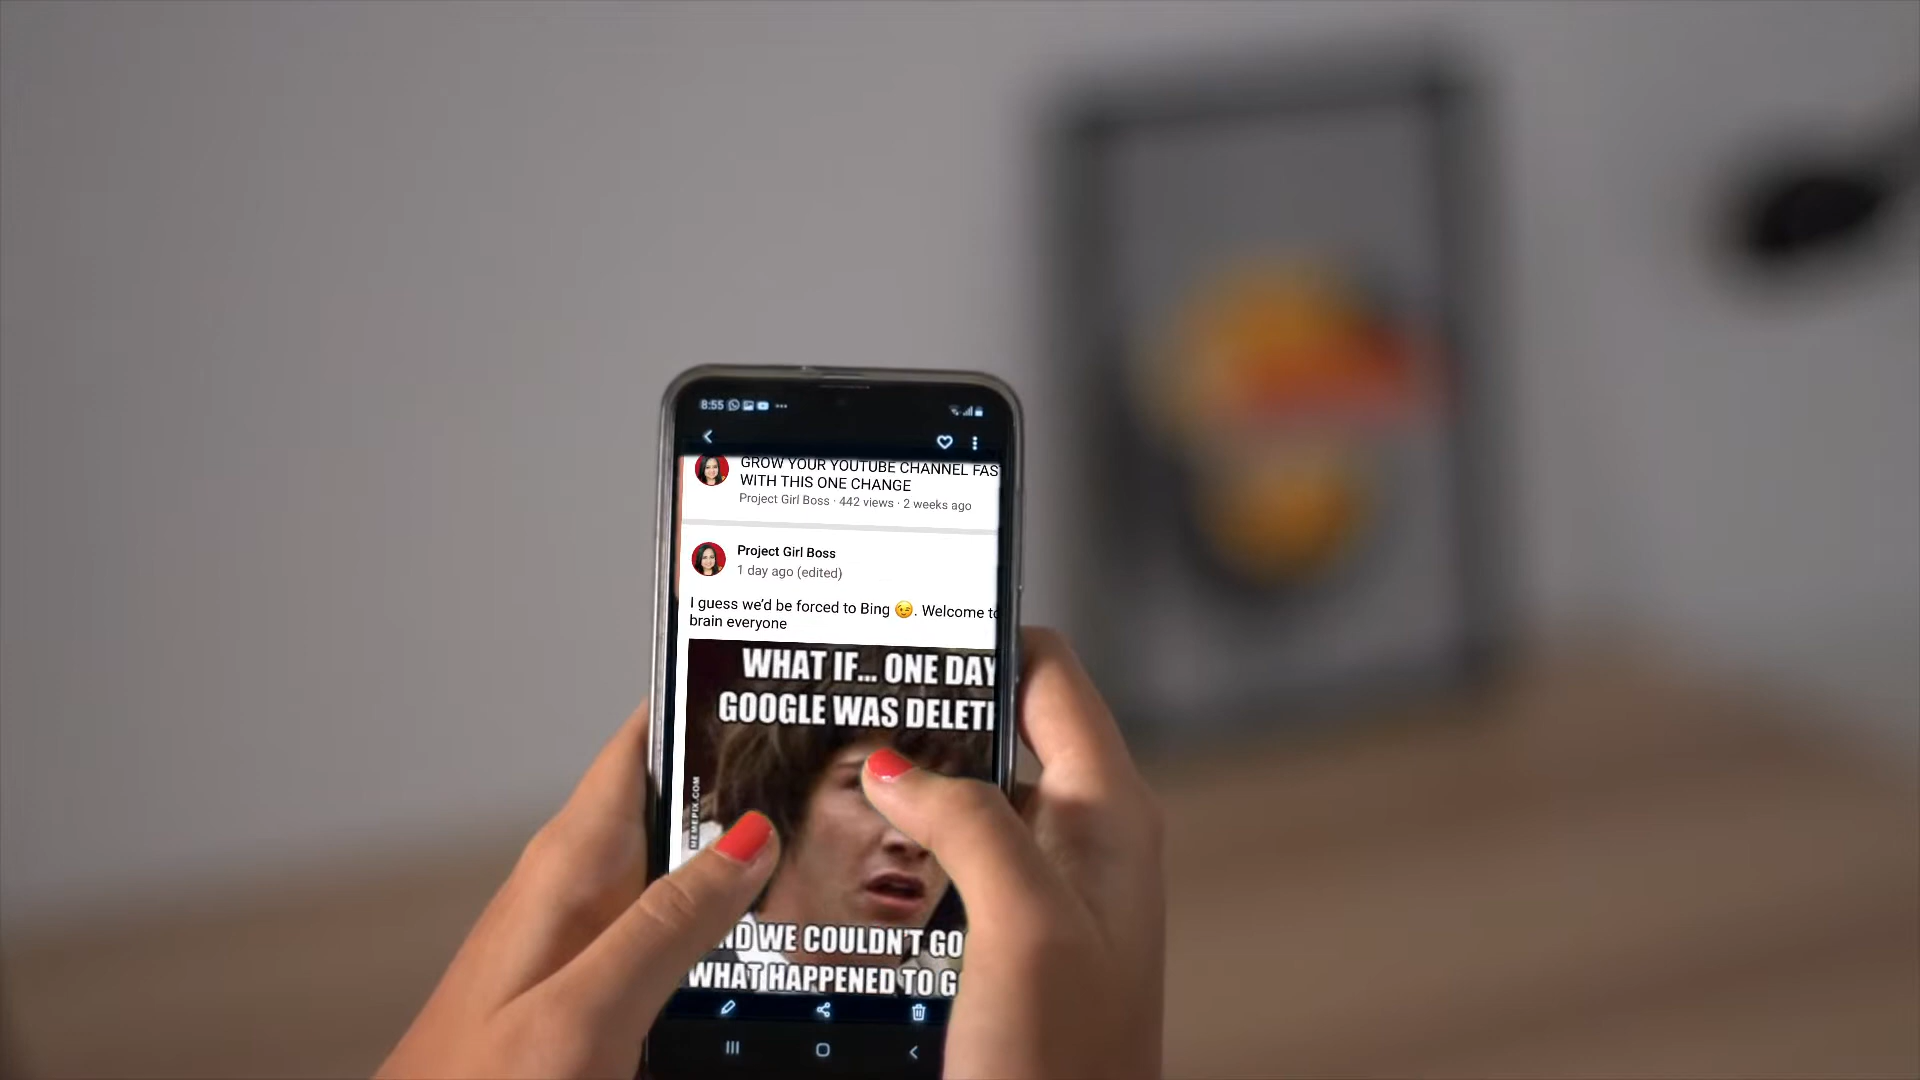 8:55
GROW YOUR YOUTUBE CHANNEL FAS
WITH THIS ONE CHANGE
Project Girl Boss · 442 views · 2 weeks ago
Project Girl Boss
1 day ago (edited)
I guess we'd be forced to Bing 😉. Welcome to
brain everyone
WHAT IF... ONE DAY
GOOGLE WAS DELET
MEMEPIX.COM
ND WE COULDN'T GO
WHAT HAPPENED TO G